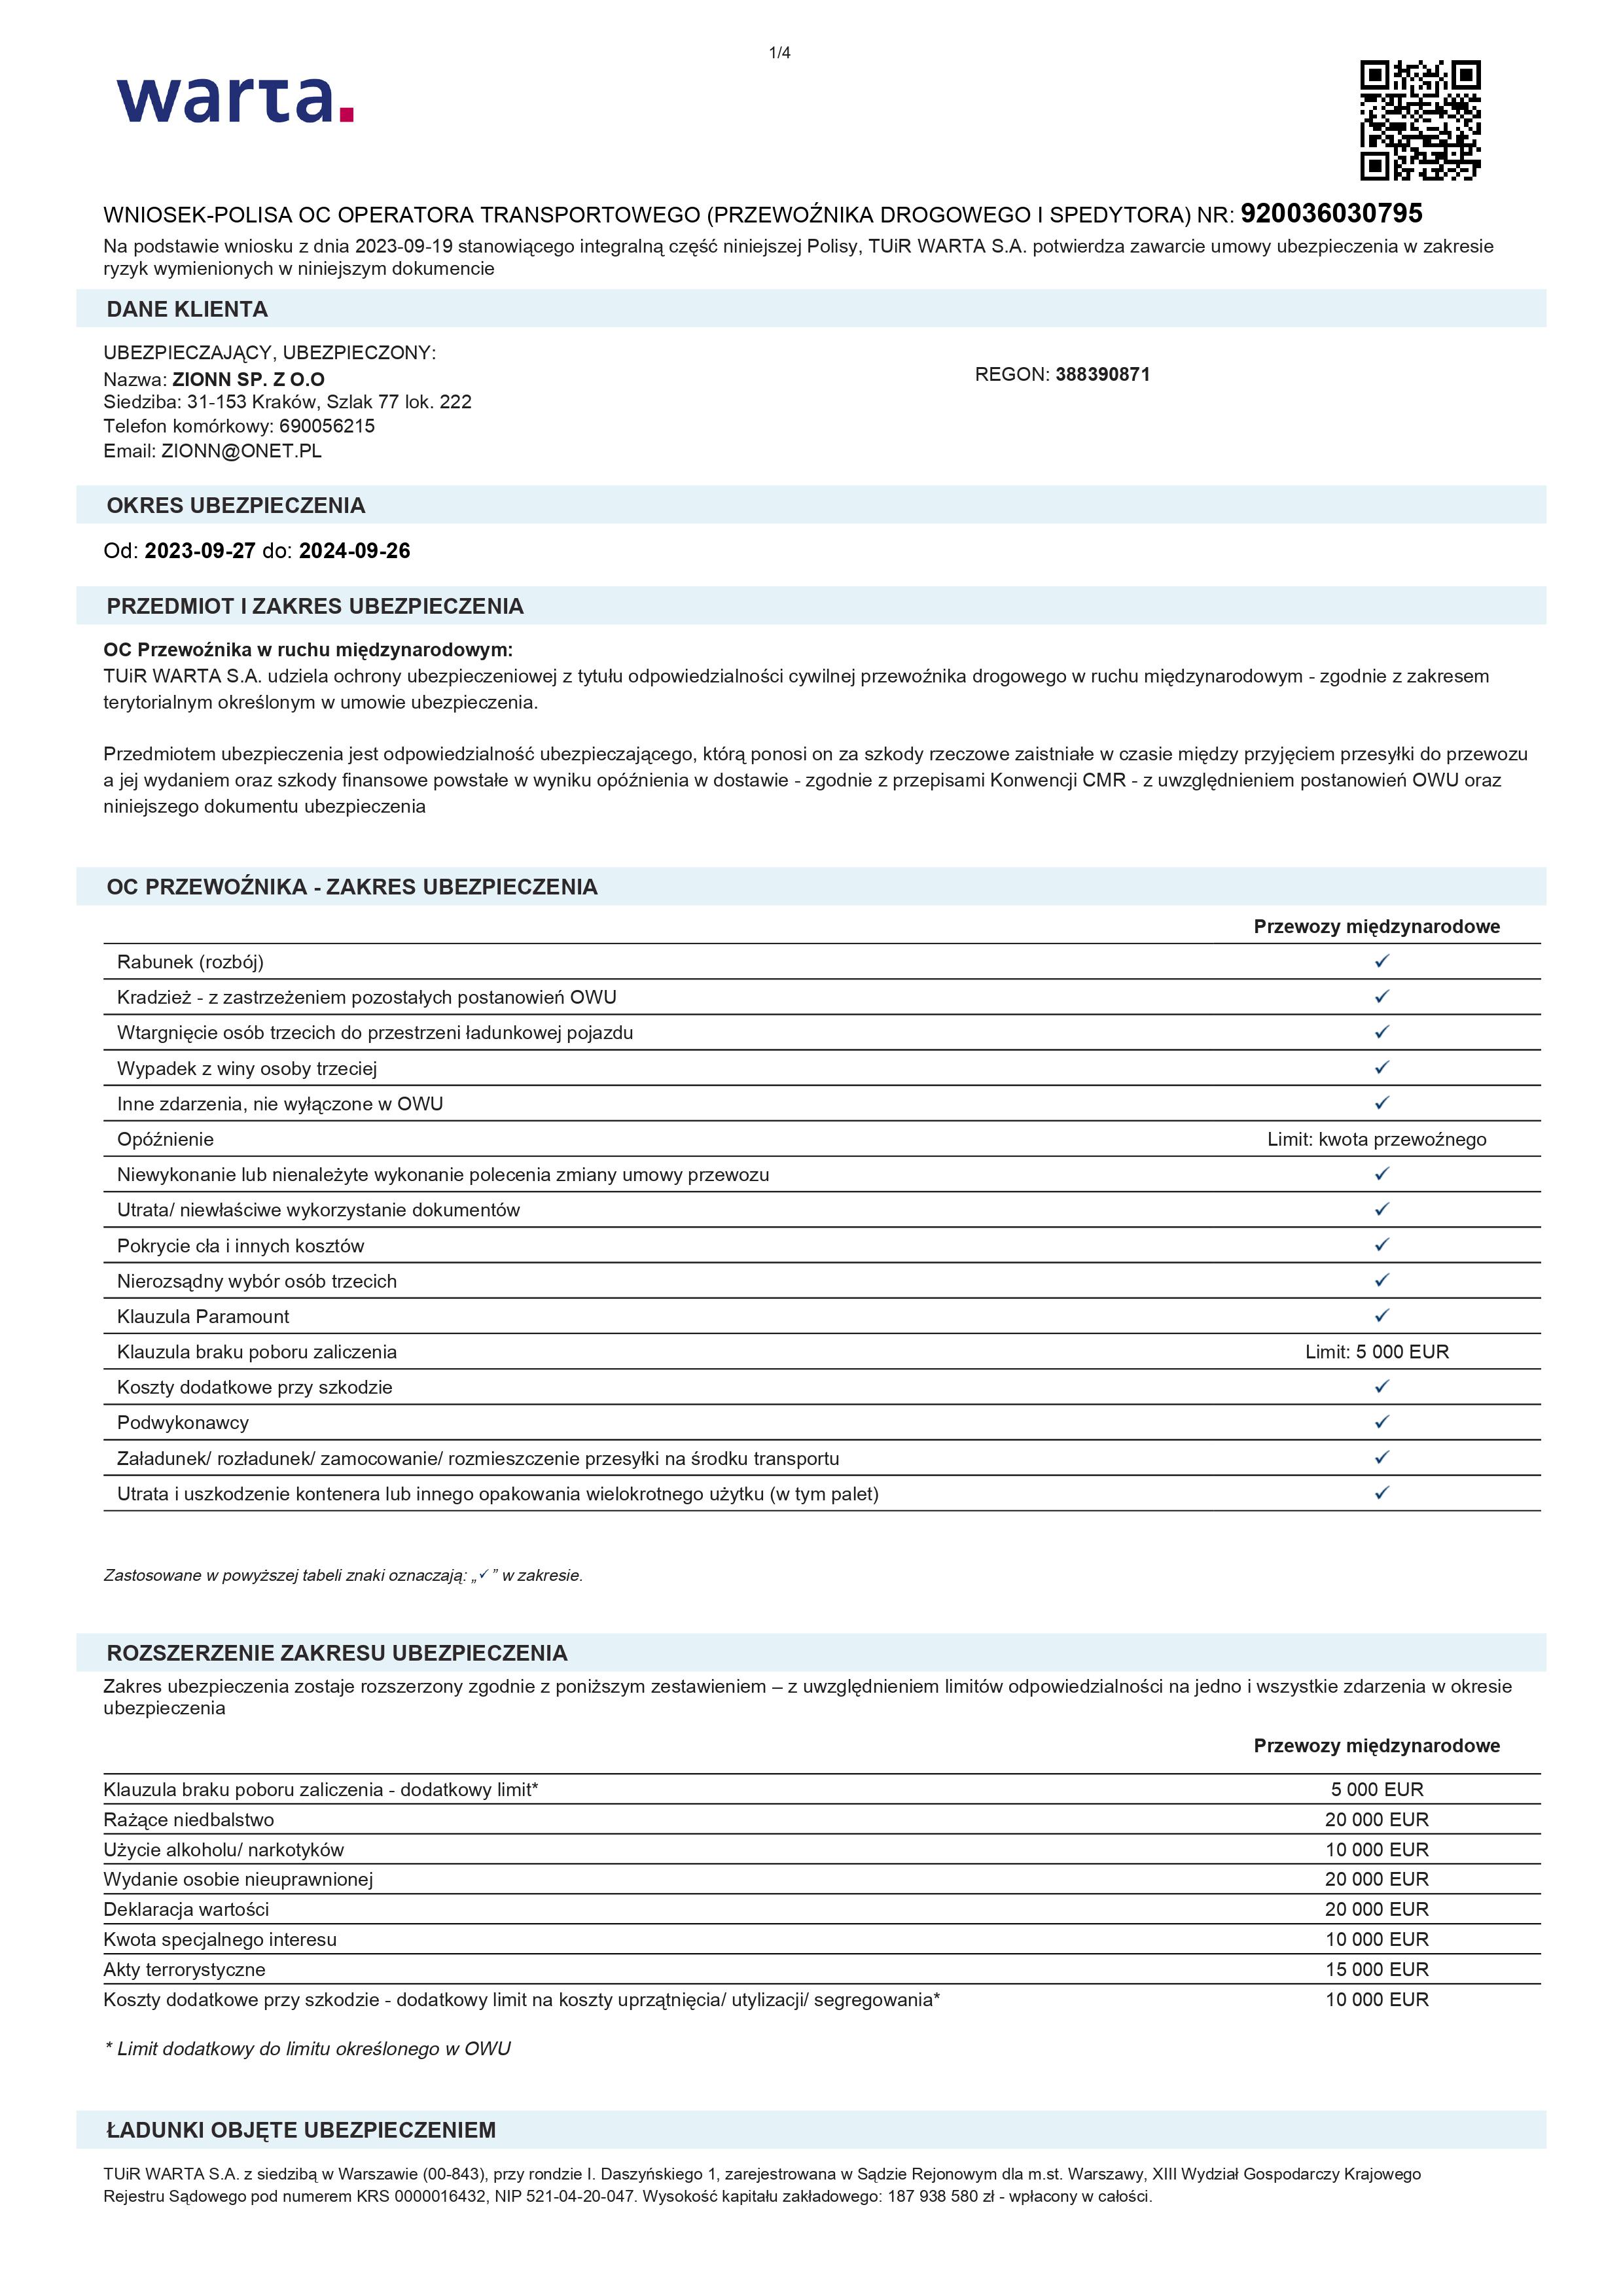 1/4
warta.
WNIOSEK-POLISA OC OPERATORA TRANSPORTOWEGO (PRZEWOŹNIKA DROGOWEGO I SPEDYTORA) NR: 920036030795
Na podstawie wniosku z dnia 2023-09-19 stanowiącego integralną część niniejszej Polisy, TUiR WARTA S.A. potwierdza zawarcie umowy ubezpieczenia w zakresie
ryzyk wymienionych w niniejszym dokumencie
DANE KLIENTA
UBEZPIECZAJĄCY, UBEZPIECZONY:
Nazwa: ZIONN SP. Z O.O
REGON: 388390871
Siedziba: 31-153 Kraków, Szlak 77 lok. 222
Telefon komórkowy: 690056215
Email: ZIONN@ONET.PL
OKRES UBEZPIECZENIA
Od: 2023-09-27 do: 2024-09-26
PRZEDMIOT I ZAKRES UBEZPIECZENIA
OC Przewoźnika w ruchu międzynarodowym:
TUiR WARTA S.A. udziela ochrony ubezpieczeniowej z tytułu odpowiedzialności cywilnej przewoźnika drogowego w ruchu międzynarodowym - zgodnie z zakresem
terytorialnym określonym w umowie ubezpieczenia.
Przedmiotem ubezpieczenia jest odpowiedzialność ubezpieczającego, którą ponosi on za szkody rzeczowe zaistniałe w czasie między przyjęciem przesyłki do przewozu
a jej wydaniem oraz szkody finansowe powstałe w wyniku opóźnienia w dostawie - zgodnie z przepisami Konwencji CMR - z uwzględnieniem postanowień OWU oraz
niniejszego dokumentu ubezpieczenia
OC PRZEWOŹNIKA - ZAKRES UBEZPIECZENIA
Przewozy międzynarodowe
Rabunek (rozbój) ✓
Kradzież - z zastrzeżeniem pozostałych postanowień OWU ✓
Wtargnięcie osób trzecich do przestrzeni ładunkowej pojazdu ✓
Wypadek z winy osoby trzeciej ✓
Inne zdarzenia, nie wyłączone w OWU ✓
Opóźnienie Limit: kwota przewoźnego
Niewykonanie lub nienależyte wykonanie polecenia zmiany umowy przewozu ✓
Utrata/ niewłaściwe wykorzystanie dokumentów ✓
Pokrycie cła i innych kosztów ✓
Nierozsądny wybór osób trzecich ✓
Klauzula Paramount ✓
Klauzula braku poboru zaliczenia Limit: 5 000 EUR
Koszty dodatkowe przy szkodzie ✓
Podwykonawcy ✓
Załadunek/ rozładunek/ zamocowanie/ rozmieszczenie przesyłki na środku transportu ✓
Utrata i uszkodzenie kontenera lub innego opakowania wielokrotnego użytku (w tym palet) ✓
Zastosowane w powyższej tabeli znaki oznaczają: „✓” w zakresie.
ROZSZERZENIE ZAKRESU UBEZPIECZENIA
Zakres ubezpieczenia zostaje rozszerzony zgodnie z poniższym zestawieniem – z uwzględnieniem limitów odpowiedzialności na jedno i wszystkie zdarzenia w okresie
ubezpieczenia
Przewozy międzynarodowe
Klauzula braku poboru zaliczenia - dodatkowy limit* 5 000 EUR
Rażące niedbalstwo 20 000 EUR
Użycie alkoholu/ narkotyków 10 000 EUR
Wydanie osobie nieuprawnionej 20 000 EUR
Deklaracja wartości 20 000 EUR
Kwota specjalnego interesu 10 000 EUR
Akty terrorystyczne 15 000 EUR
Koszty dodatkowe przy szkodzie - dodatkowy limit na koszty uprzątnięcia/ utylizacji/ segregowania* 10 000 EUR
* Limit dodatkowy do limitu określonego w OWU
ŁADUNKI OBJĘTE UBEZPIECZENIEM
TUiR WARTA S.A. z siedzibą w Warszawie (00-843), przy rondzie I. Daszyńskiego 1, zarejestrowana w Sądzie Rejonowym dla m.st. Warszawy, XIII Wydział Gospodarczy Krajowego
Rejestru Sądowego pod numerem KRS 0000016432, NIP 521-04-20-047. Wysokość kapitału zakładowego: 187 938 580 zł - wpłacony w całości.